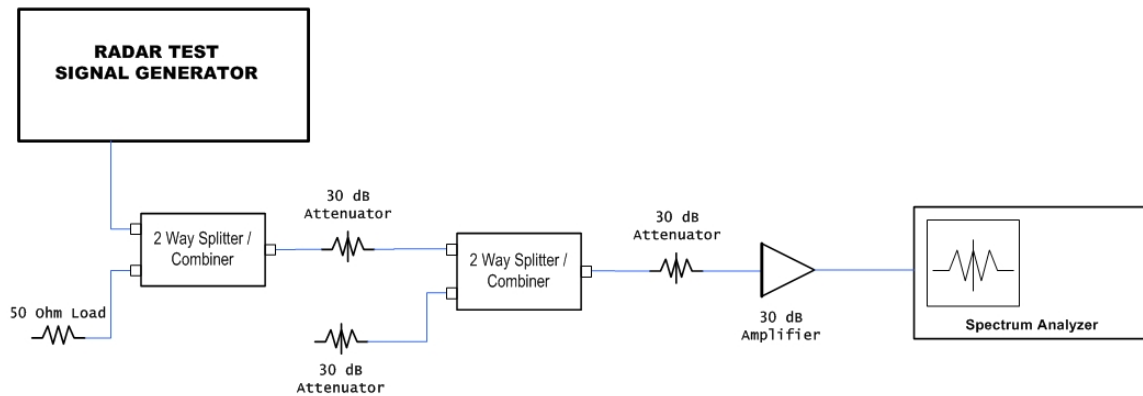 RADAR TEST
SIGNAL GENERATOR
30 dB
Attenuator
2 Way Splitter /
Combiner
50 Ohm Load
30 dB
Attenuator
2 Way Splitter /
Combiner
30 dB
Attenuator
30 dB
Amplifier
Spectrum Analyzer